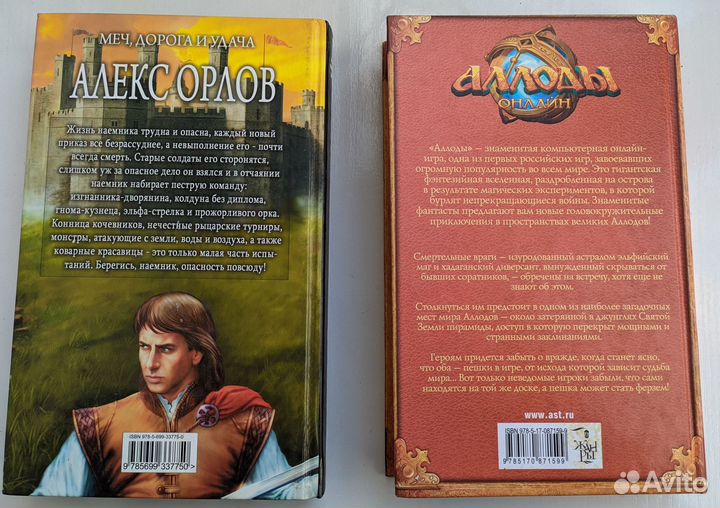 МЕЧ, ДОРОГА И УДАЧА
АЛЕКС ОРЛОВ
Жизнь наемника трудна и опасна, каждый новый
приказ все безрассуднее, а невыполнение его - почти
всегда смерть. Старые солдаты его сторонятся,
слишком уж за опасное дело он взялся и в отчаянии
наемник набирает пеструю команду:
изгнанника-дворянина, колдуна без диплома,
гнома-кузнеца, эльфа-стрелка и прожорливого орка.
Конница кочевников, нечестные рыцарские турниры,
монстры, атакующие с земли, воды и воздуха, а также
коварные красавицы - это только малая часть испы-
таний. Берегись, наемник, опасность повсюду!
ISBN 978-5-699-33775-0
9 785699 337750 >
АЛЛОДЫ
ОНЛАЙН
«Аллоды» — знаменитая компьютерная онлайн-
игра, одна из первых российских игр, завоевавших
огромную популярность во всем мире. Это гигантская
фэнтезийная вселенная, раздробленная на острова
в результате магических экспериментов, в которой
бурлят непрекращающиеся войны. Знаменитые
фантасты предлагают вам новые головокружительные
приключения в пространствах великих Аллодов!
Смертельные враги — изуродованный астралом эльфийский
маг и хадаганский диверсант, вынужденный скрываться от
бывших соратников, — обречены на встречу, хотя еще не
знают об этом.
Столкнуться им предстоит в одном из наиболее загадочных
мест мира Аллодов — около затерянной в джунглях Святой
Земли пирамиды, доступ в которую перекрыт мощными и
странными заклинаниями.
Героям придется забыть о вражде, когда станет ясно,
что оба — пешки в игре, от исхода которой зависит судьба
мира... Вот только неведомые игроки забыли, что сами
находятся на той же доске, а пешка может стать ферзем!
www.ast.ru
ISBN 978-5-17-087159-9
9 785170 871599
Avito